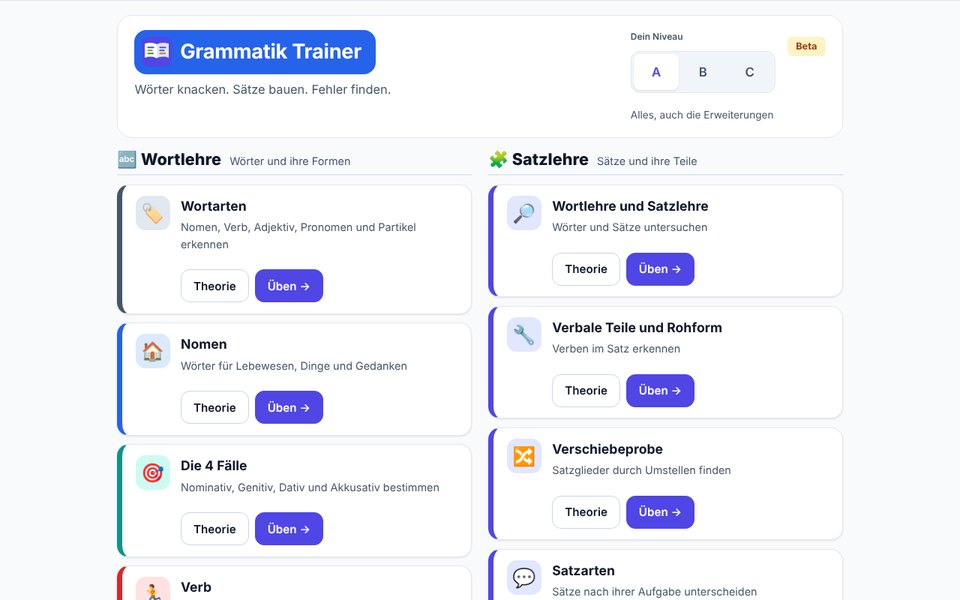 Grammatik Trainer
Wörter knacken. Sätze bauen. Fehler finden.
Dein Niveau
Beta
A B C
Alles, auch die Erweiterungen
abc Wortlehre Wörter und ihre Formen
Wortarten
Nomen, Verb, Adjektiv, Pronomen und Partikel
erkennen
Theorie Üben →
Nomen
Wörter für Lebewesen, Dinge und Gedanken
Theorie Üben →
Die 4 Fälle
Nominativ, Genitiv, Dativ und Akkusativ bestimmen
Theorie Üben →
Verb
Satzlehre Sätze und ihre Teile
Wortlehre und Satzlehre
Wörter und Sätze untersuchen
Theorie Üben →
Verbale Teile und Rohform
Verben im Satz erkennen
Theorie Üben →
Verschiebeprobe
Satzglieder durch Umstellen finden
Theorie Üben →
Satzarten
Sätze nach ihrer Aufgabe unterscheiden